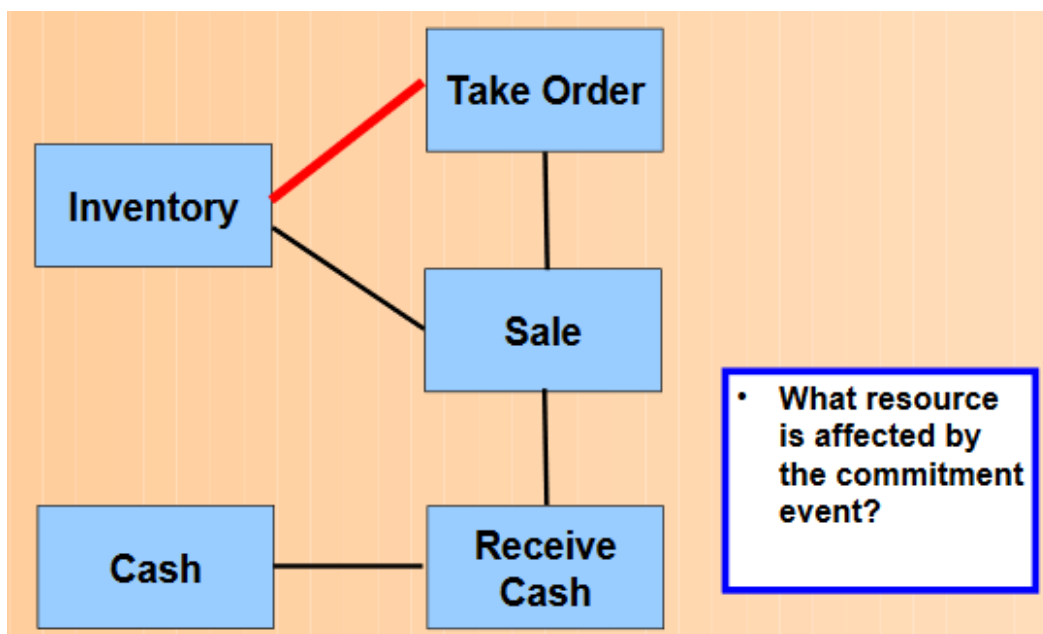 Take Order
Inventory
Sale
• What resource
is affected by
the commitment
event?
Cash
Receive
Cash